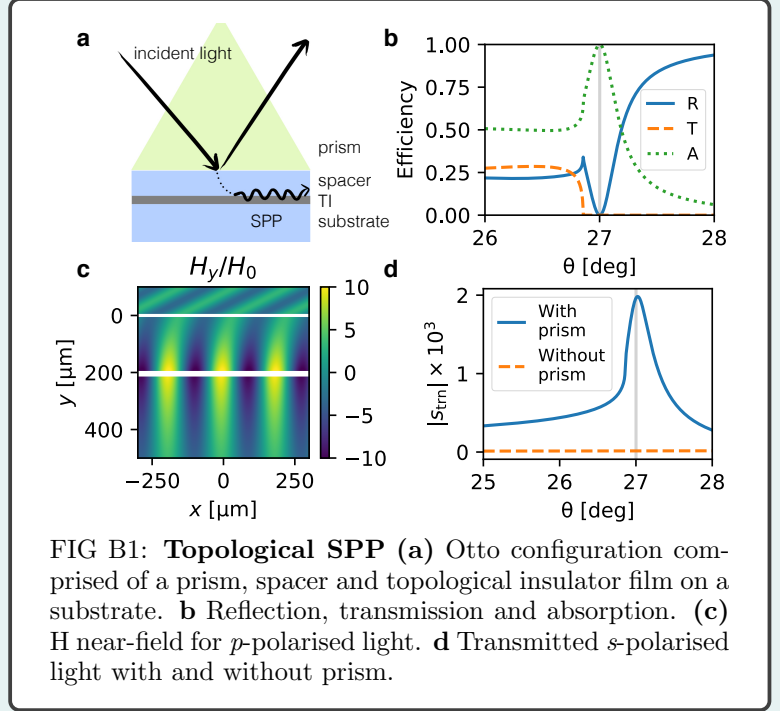 a
incident light
prism
spacer
TI
substrate
SPP
b
Efficiency
1.00
0.75
0.50
0.25
0.00
R
T
A
26
27
28
θ [deg]
c
H_y/H_0
0
200
400
y [µm]
−250
0
250
x [µm]
10
5
0
−5
−10
d
|s_trn| × 10^3
2
1
0
With
prism
Without
prism
25
26
27
28
θ [deg]
FIG B1: Topological SPP (a) Otto configuration com-
prised of a prism, spacer and topological insulator film on a
substrate. b Reflection, transmission and absorption. (c)
H near-field for p-polarised light. d Transmitted s-polarised
light with and without prism.